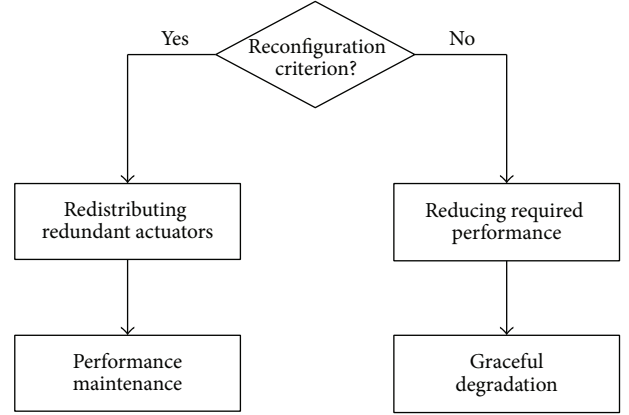 Yes
Reconfiguration
criterion?
No
Redistributing
redundant actuators
Reducing required
performance
Performance
maintenance
Graceful
degradation